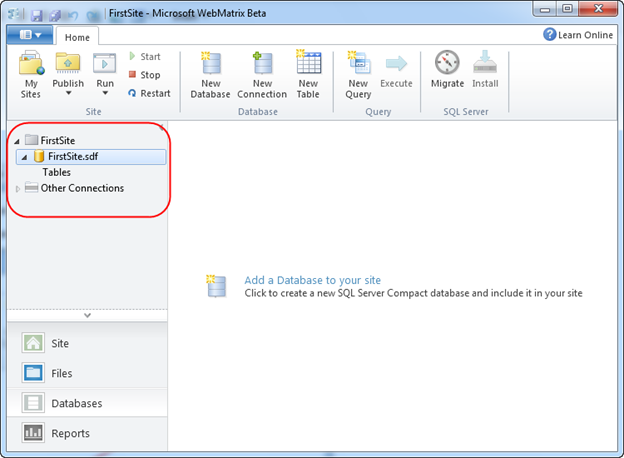 FirstSite - Microsoft WebMatrix Beta
Home
Learn Online
My Sites
Publish
Run
Start
Stop
Restart
New Database
New Connection
New Table
New Query
Execute
Migrate
Install
Site
Database
Query
SQL Server
FirstSite
FirstSite.sdf
Tables
Other Connections
Add a Database to your site
Click to create a new SQL Server Compact database and include it in your site
Site
Files
Databases
Reports